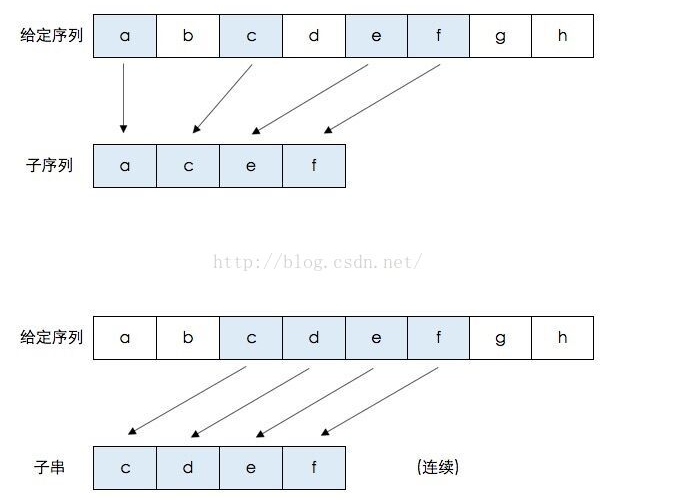 给定序列 a b c d e f g h
子序列 a c e f
http://blog.csdn.net/
给定序列 a b c d e f g h
子串 c d e f (连续)